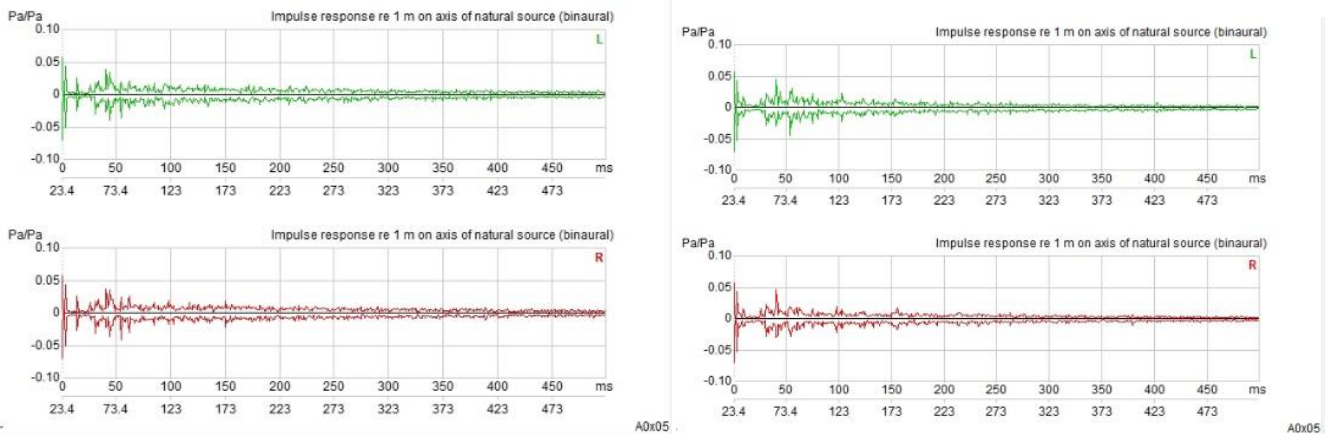 Pa/Pa Impulse response re 1 m on axis of natural source (binaural)
0.10
L
0.05
0
-0.05
-0.10
0 50 100 150 200 250 300 350 400 450 ms
23.4 73.4 123 173 223 273 323 373 423 473
Pa/Pa Impulse response re 1 m on axis of natural source (binaural)
0.10
R
0.05
0
-0.05
-0.10
0 50 100 150 200 250 300 350 400 450 ms
23.4 73.4 123 173 223 273 323 373 423 473
A0x05
Pa/Pa Impulse response re 1 m on axis of natural source (binaural)
0.10
L
0.05
0
-0.05
-0.10
0 50 100 150 200 250 300 350 400 450 ms
23.4 73.4 123 173 223 273 323 373 423 473
Pa/Pa Impulse response re 1 m on axis of natural source (binaural)
0.10
R
0.05
0
-0.05
-0.10
0 50 100 150 200 250 300 350 400 450 ms
23.4 73.4 123 173 223 273 323 373 423 473
A0x05